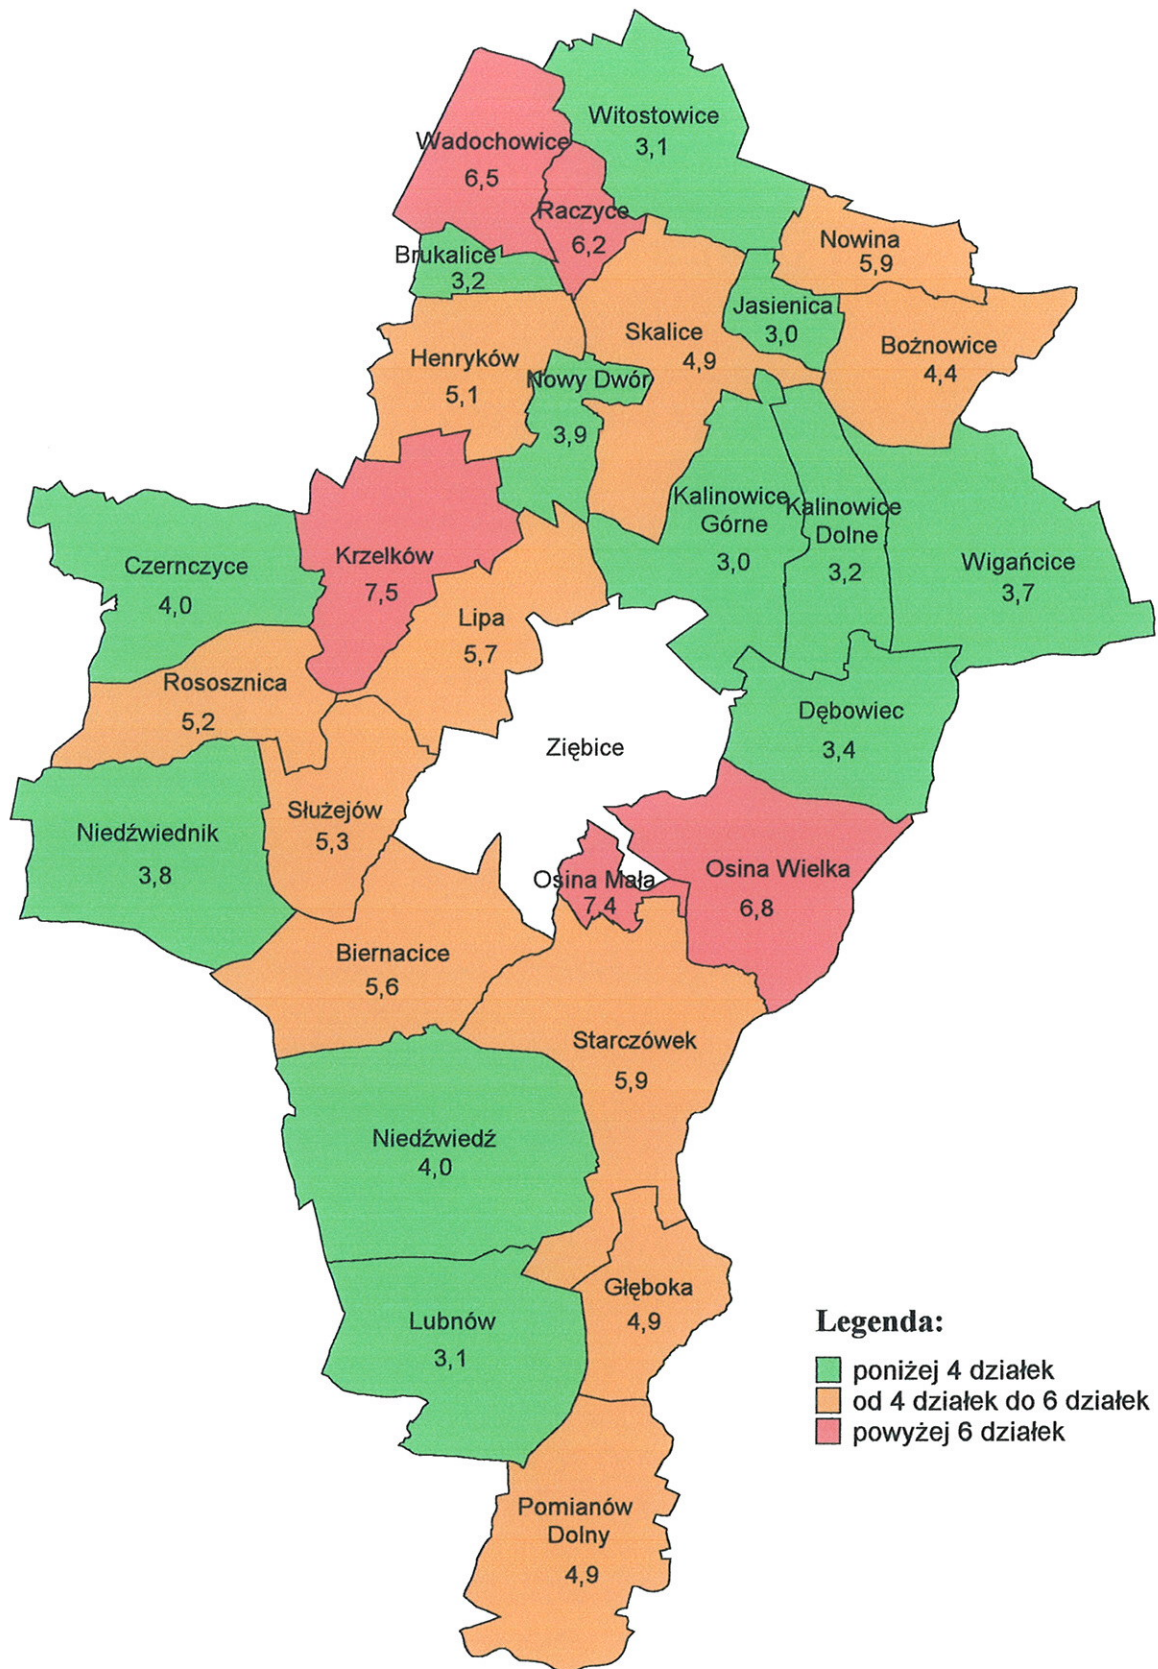 Witostowice
3,1
Wadochowice
6,5
Raczyce
6,2
Nowina
5,9
Brukalice
3,2
Jasienica
3,0
Skalice
4,9
Bożnowice
4,4
Henryków
5,1
Nowy Dwór
3,9
Kalinowice
Górne
3,0
Kalinowice
Dolne
3,2
Wigańcice
3,7
Czernczyce
4,0
Krzelków
7,5
Lipa
5,7
Rososznica
5,2
Dębowiec
3,4
Ziębice
Służejów
5,3
Niedźwiednik
3,8
Osina Wielka
6,8
Osina Mała
7,4
Biernacice
5,6
Starczówek
5,9
Niedźwiedź
4,0
Głęboka
4,9
Lubnów
3,1
Legenda:
poniżej 4 działek
od 4 działek do 6 działek
powyżej 6 działek
Pomianów
Dolny
4,9